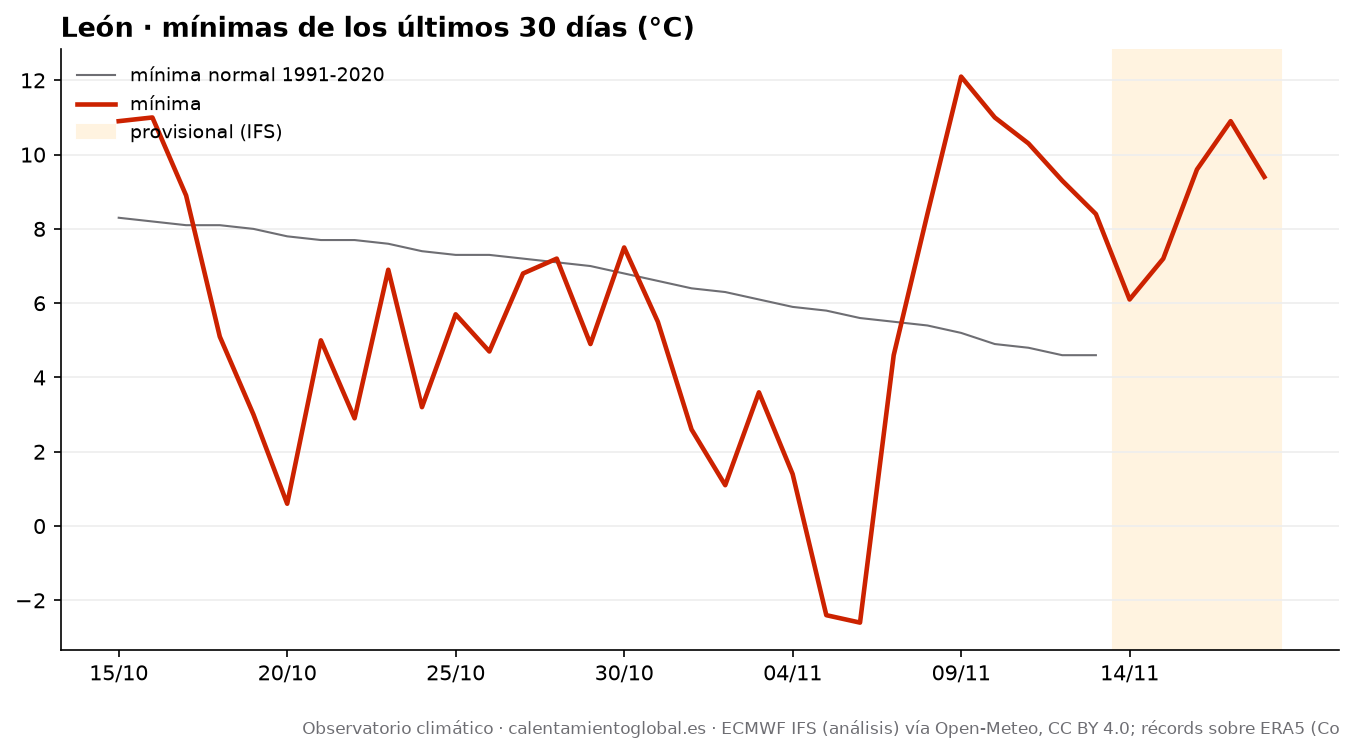 León · mínimas de los últimos 30 días (°C)
mínima normal 1991-2020
mínima
provisional (IFS)
12
10
8
6
4
2
0
−2
15/10 20/10 25/10 30/10 04/11 09/11 14/11
Observatorio climático · calentamientoglobal.es · ECMWF IFS (análisis) vía Open-Meteo, CC BY 4.0; récords sobre ERA5 (Co